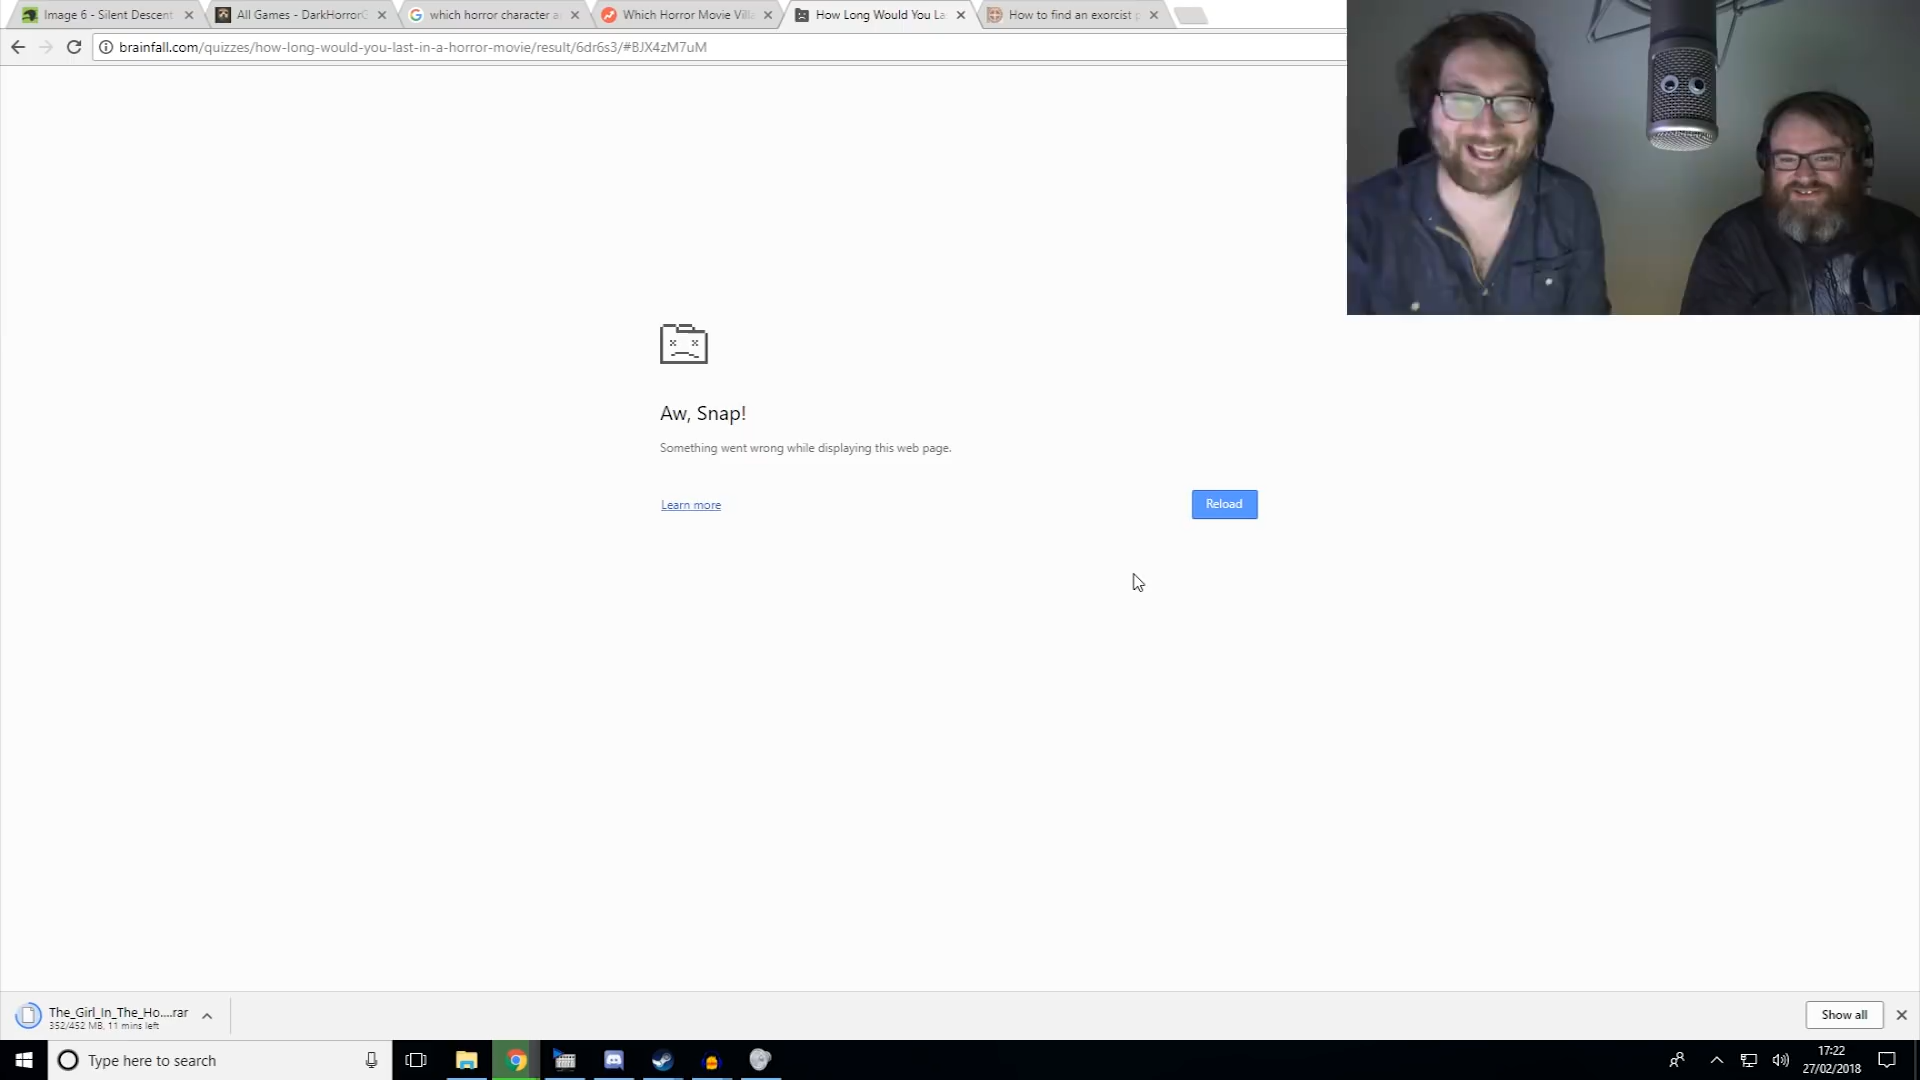 Image 6 - Silent Descent
All Games - DarkHorrorG
which horror character a
Which Horror Movie Villa
How Long Would You La
How to find an exorcist p
brainfall.com/quizzes/how-long-would-you-last-in-a-horror-movie/result/6dr6s3/#BJX4zM7uM
Aw, Snap!
Something went wrong while displaying this web page.
Learn more
Reload
The_Girl_In_The_Ho....rar
352/452 MB, 11 mins left
Show all
Type here to search
17:22
27/02/2018